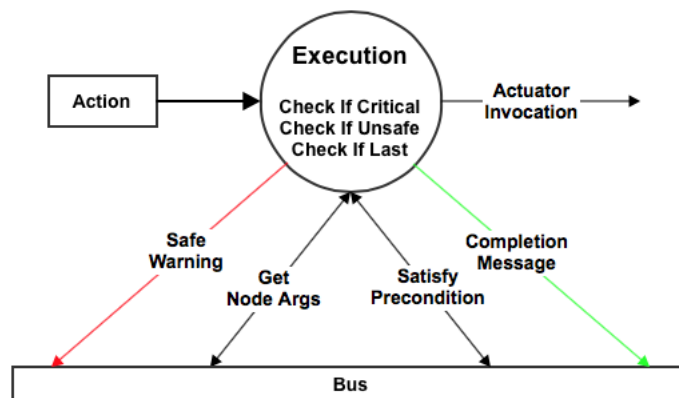 Execution
Action
Check If Critical
Check If Unsafe
Check If Last
Actuator
Invocation
Safe
Warning
Get
Node Args
Satisfy
Precondition
Completion
Message
Bus